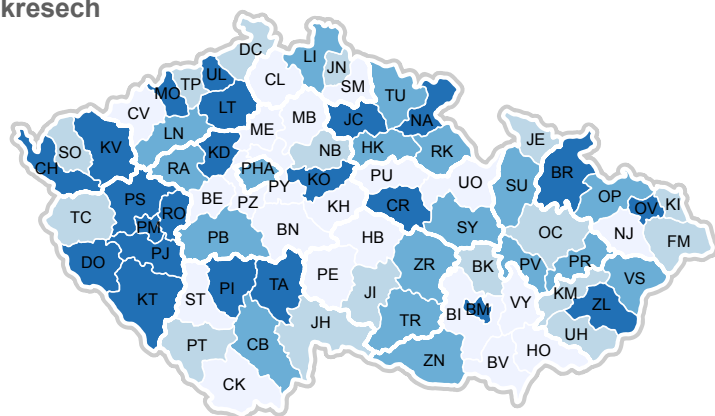 kresech
DC
LI
JN
UL
TP
CL
SM
MO
TU
CV
LT
MB
JC
NA
LN
ME
SO
KV
CH
RA
KD
NB
HK
RK
JE
PHA
KO
PU
UO
SU
BR
PY
PS
RO
BE
PZ
KH
CR
OP
OV
KI
TC
PM
PB
BN
HB
SY
OC
NJ
FM
DO
PJ
ZR
BK
PV
PR
VS
KT
ST
PI
TA
PE
JI
KM
ZL
BI
BM
VY
PT
CB
JH
TR
UH
ZN
BV
HO
CK